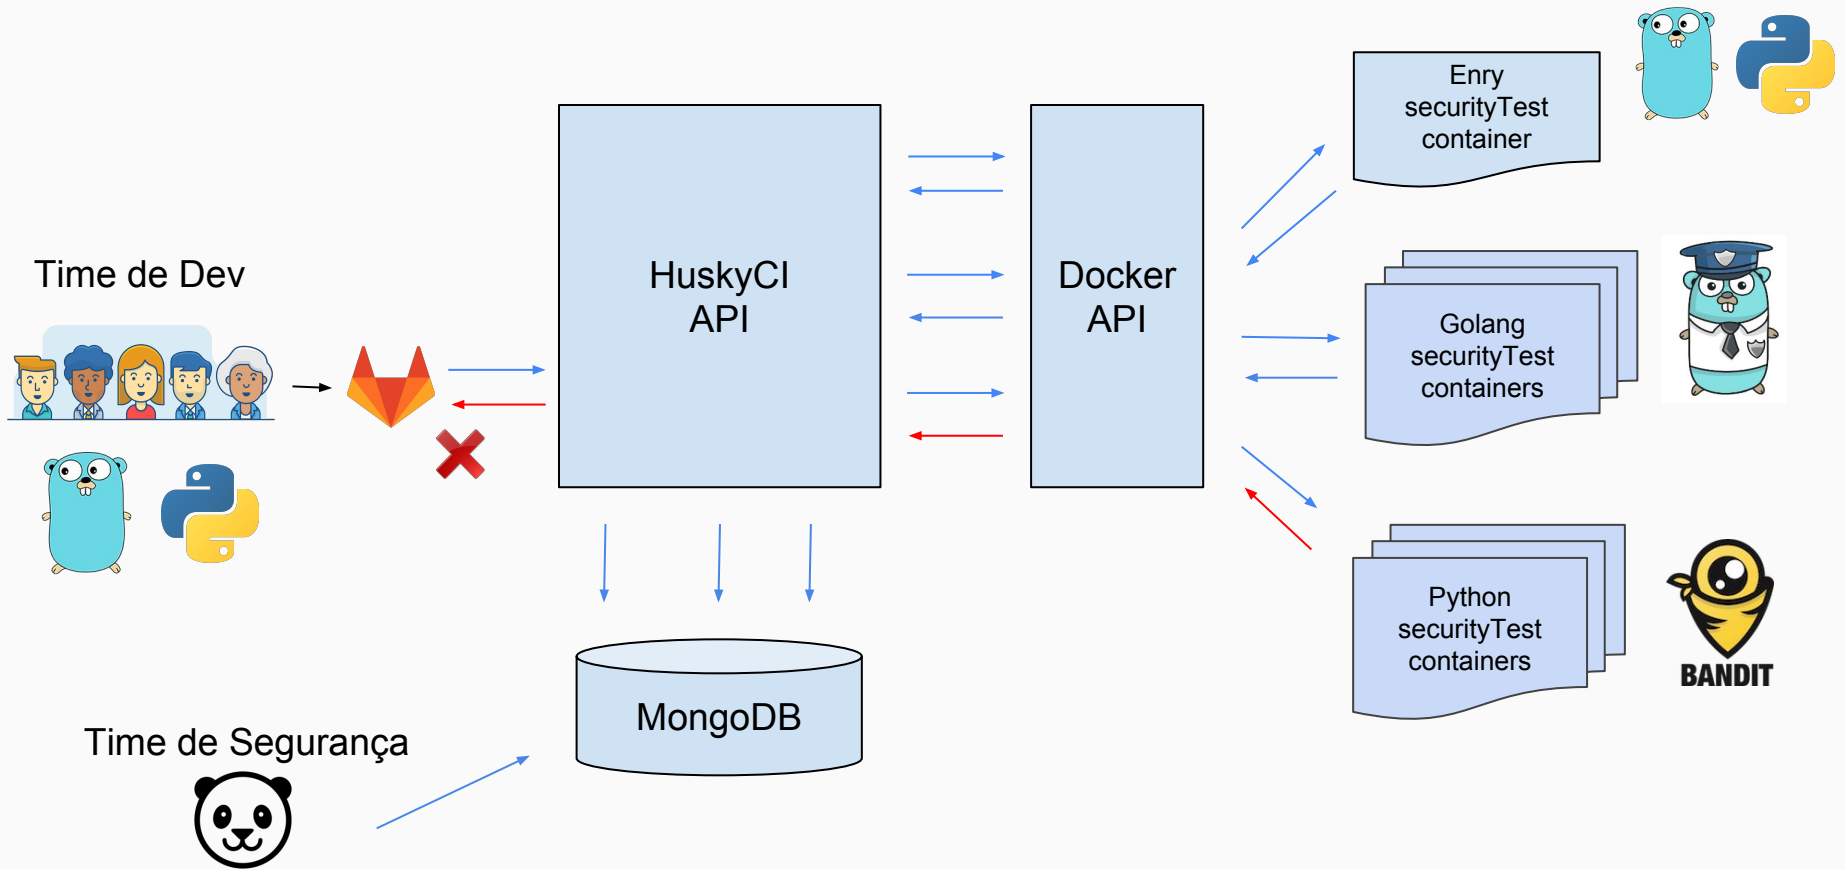 Enry
securityTest
container
HuskyCI
API
Docker
API
Time de Dev
Golang
securityTest
containers
Python
securityTest
containers
BANDIT
MongoDB
Time de Segurança